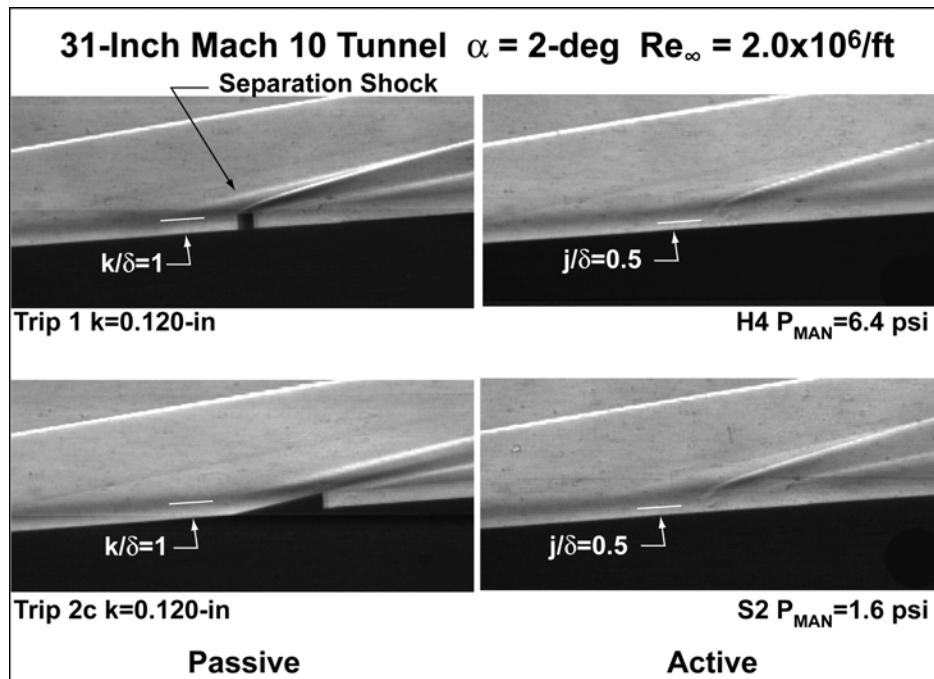 31-Inch Mach 10 Tunnel α = 2-deg Re∞ = 2.0x10⁶/ft
Separation Shock
k/δ=1
j/δ=0.5
Trip 1 k=0.120-in
H4 P_MAN=6.4 psi
k/δ=1
j/δ=0.5
Trip 2c k=0.120-in
S2 P_MAN=1.6 psi
Passive
Active